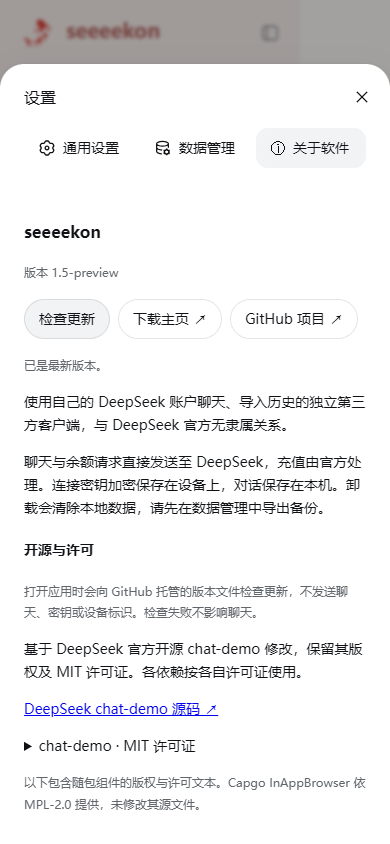 seeeekon
设置
通用设置
数据管理
关于软件
seeeekon
版本 1.5-preview
检查更新
下载主页 ↗
GitHub 项目 ↗
已是最新版本。
使用自己的 DeepSeek 账户聊天、导入历史的独立第三
方客户端，与 DeepSeek 官方无隶属关系。
聊天与余额请求直接发送至 DeepSeek，充值由官方处
理。连接密钥加密保存在设备上，对话保存在本机。卸
载会清除本地数据，请先在数据管理中导出备份。
开源与许可
打开应用时会向 GitHub 托管的版本文件检查更新，不发送聊
天、密钥或设备标识。检查失败不影响聊天。
基于 DeepSeek 官方开源 chat-demo 修改，保留其版
权及 MIT 许可证。各依赖按各自许可证使用。
DeepSeek chat-demo 源码 ↗
▶ chat-demo · MIT 许可证
以下包含随包组件的版权与许可文本。Capgo InAppBrowser 依
MPL-2.0 提供，未修改其源文件。